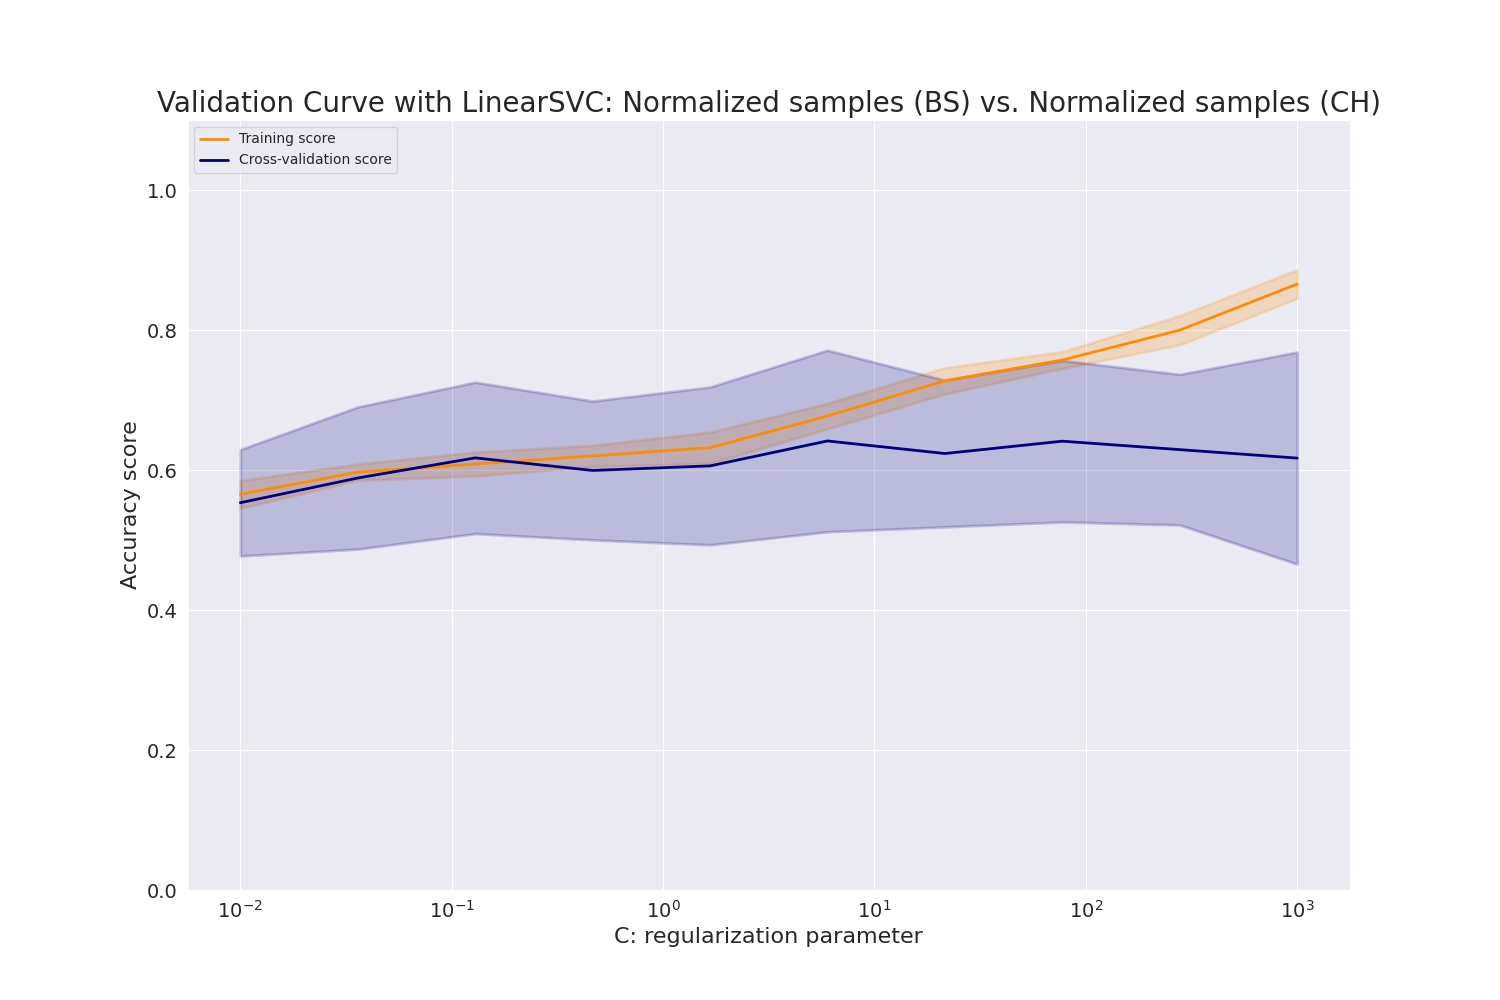 Validation Curve with LinearSVC: Normalized samples (BS) vs. Normalized samples (CH)
Training score
Cross-validation score
1.0
0.8
0.6
0.4
0.2
0.0
Accuracy score
10⁻² 10⁻¹ 10⁰ 10¹ 10² 10³
C: regularization parameter